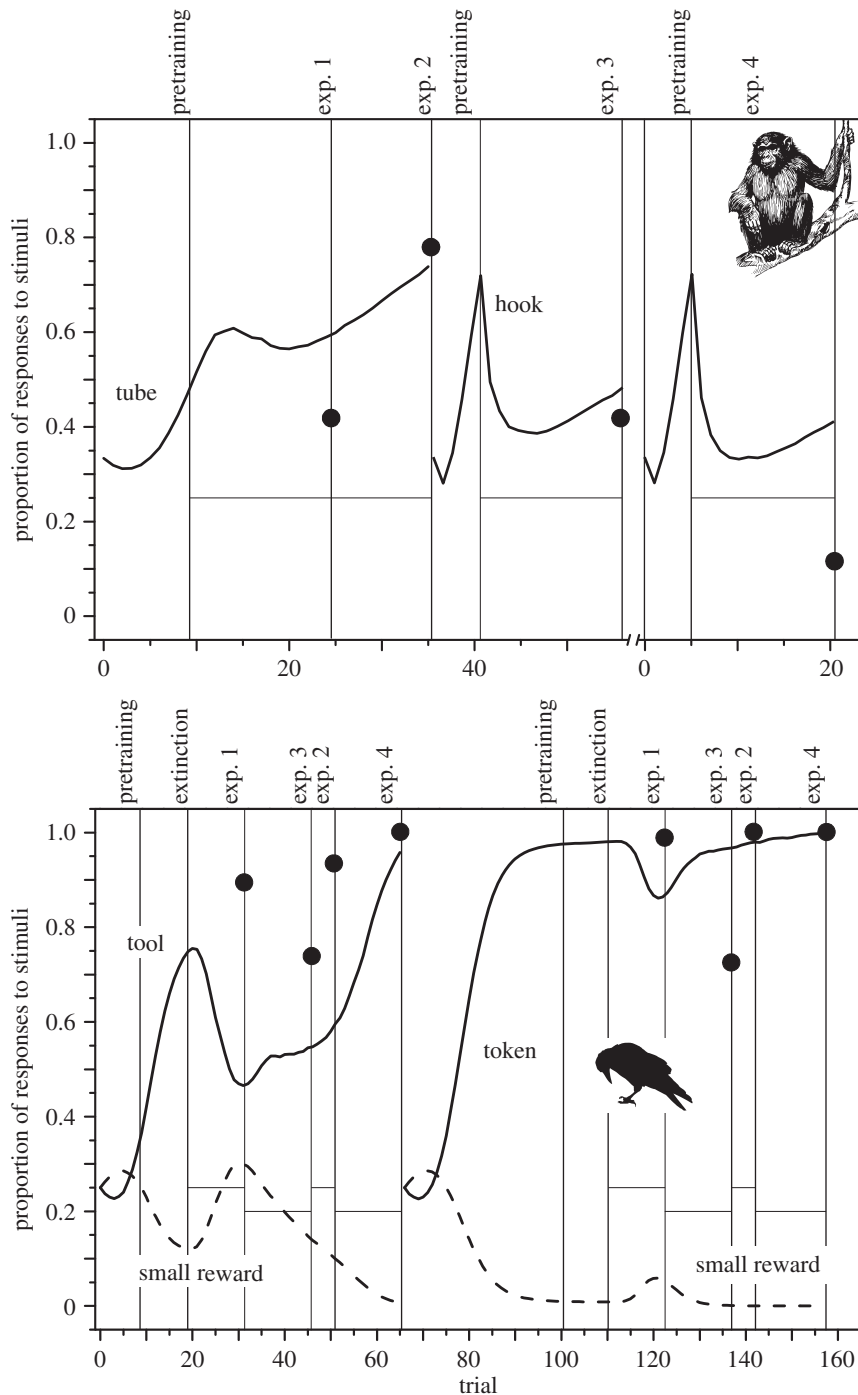 pretraining
exp. 1
exp. 2
pretraining
exp. 3
pretraining
exp. 4
proportion of responses to stimuli
1.0
0.8
0.6
0.4
0.2
0
tube
hook
0 20 40 0 20
pretraining
extinction
exp. 1
exp. 3
exp. 2
exp. 4
pretraining
extinction
exp. 1
exp. 3
exp. 2
exp. 4
proportion of responses to stimuli
1.0
0.8
0.6
0.4
0.2
0
tool
token
small reward
small reward
0 20 40 60 80 100 120 140 160
trial